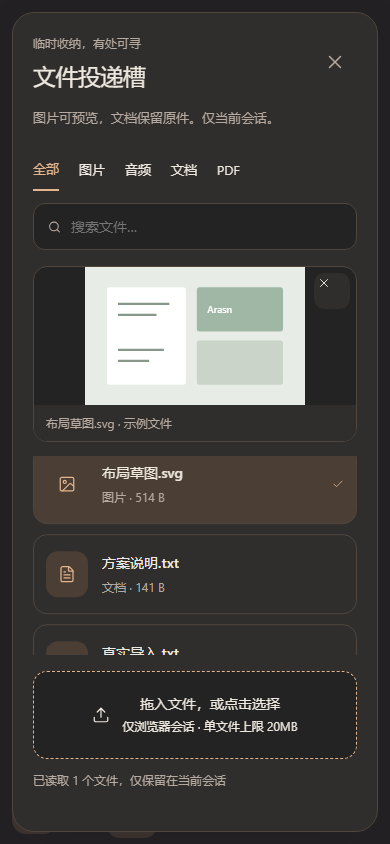 临时收纳，有处可寻
文件投递槽
图片可预览，文档保留原件。仅当前会话。
全部 图片 音频 文档 PDF
搜索文件...
Arasn
布局草图.svg · 示例文件
布局草图.svg
图片 · 514 B
方案说明.txt
文档 · 141 B
真实导入.txt
拖入文件，或点击选择
仅浏览器会话 · 单文件上限 20MB
已读取 1 个文件，仅保留在当前会话